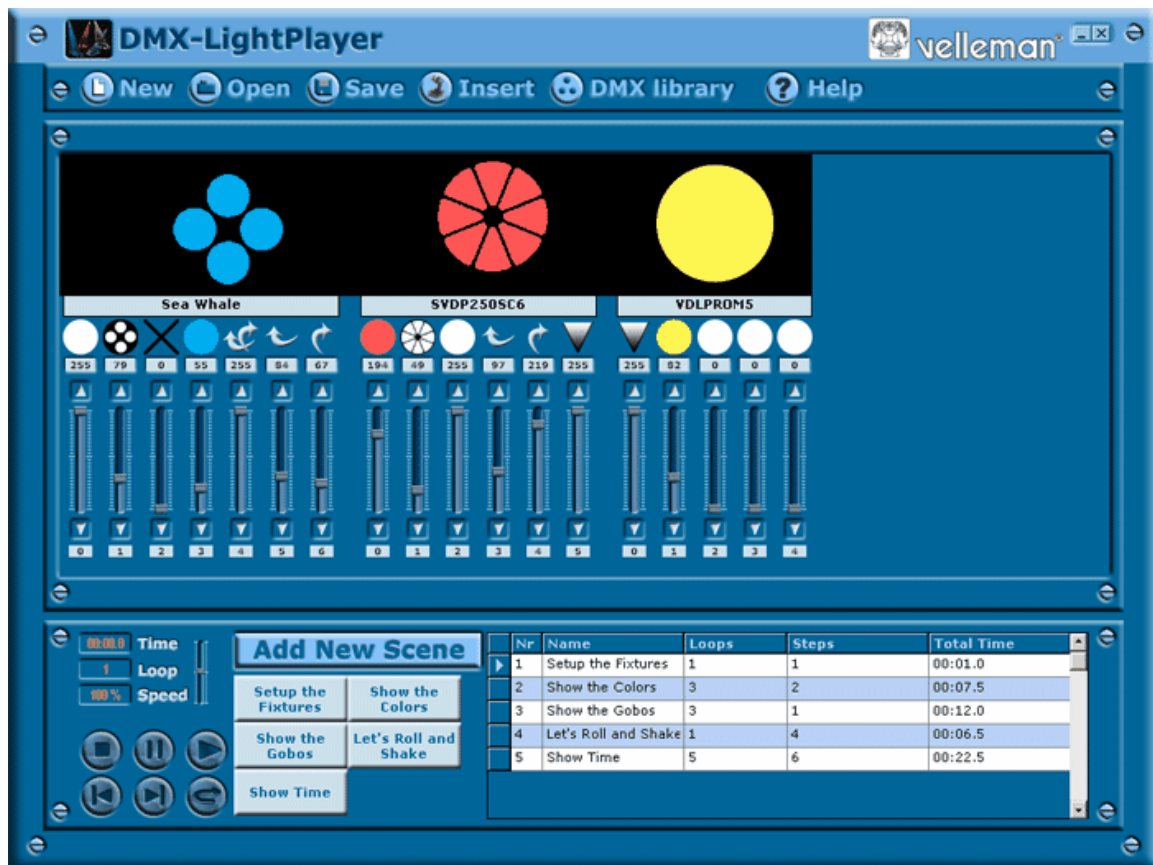 DMX-LightPlayer velleman®
New Open Save Insert DMX library ? Help
Sea Whale SVDP250SC6 VDLPROM5
255 79 0 55 255 84 67 194 49 255 97 219 255 255 82 0 0 0
0 1 2 3 4 5 6 0 1 2 3 4 5 0 1 2 3 4
00:00.0 Time
1 Loop
100 % Speed
Add New Scene
Setup the
Fixtures
Show the
Colors
Show the
Gobos
Let's Roll and
Shake
Show Time
Nr Name Loops Steps Total Time
1 Setup the Fixtures 1 1 00:01.0
2 Show the Colors 3 2 00:07.5
3 Show the Gobos 3 1 00:12.0
4 Let's Roll and Shake 1 4 00:06.5
5 Show Time 5 6 00:22.5